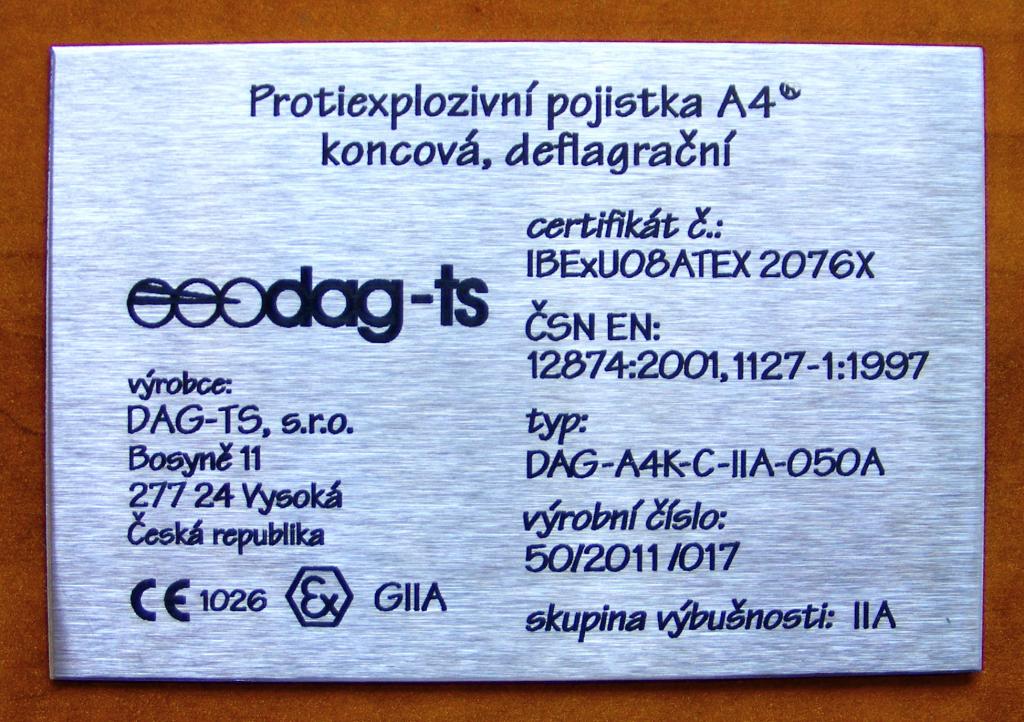 Protiexplozivní pojistka A4®
koncová, deflagrační
dag-ts
výrobce:
DAG-TS, s.r.o.
Bosyně 11
277 24 Vysoká
Česká republika
CE 1026 Ex GIIA
certifikát č.:
IBExU08ATEX 2076X
ČSN EN:
12874:2001, 1127-1:1997
typ:
DAG-A4K-C-IIA-050A
výrobní číslo:
50/2011 /017
skupina výbušnosti: IIA